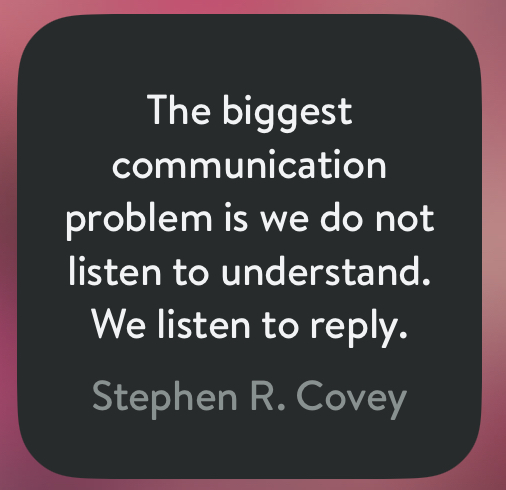 The biggest
communication
problem is we do not
listen to understand.
We listen to reply.
Stephen R. Covey